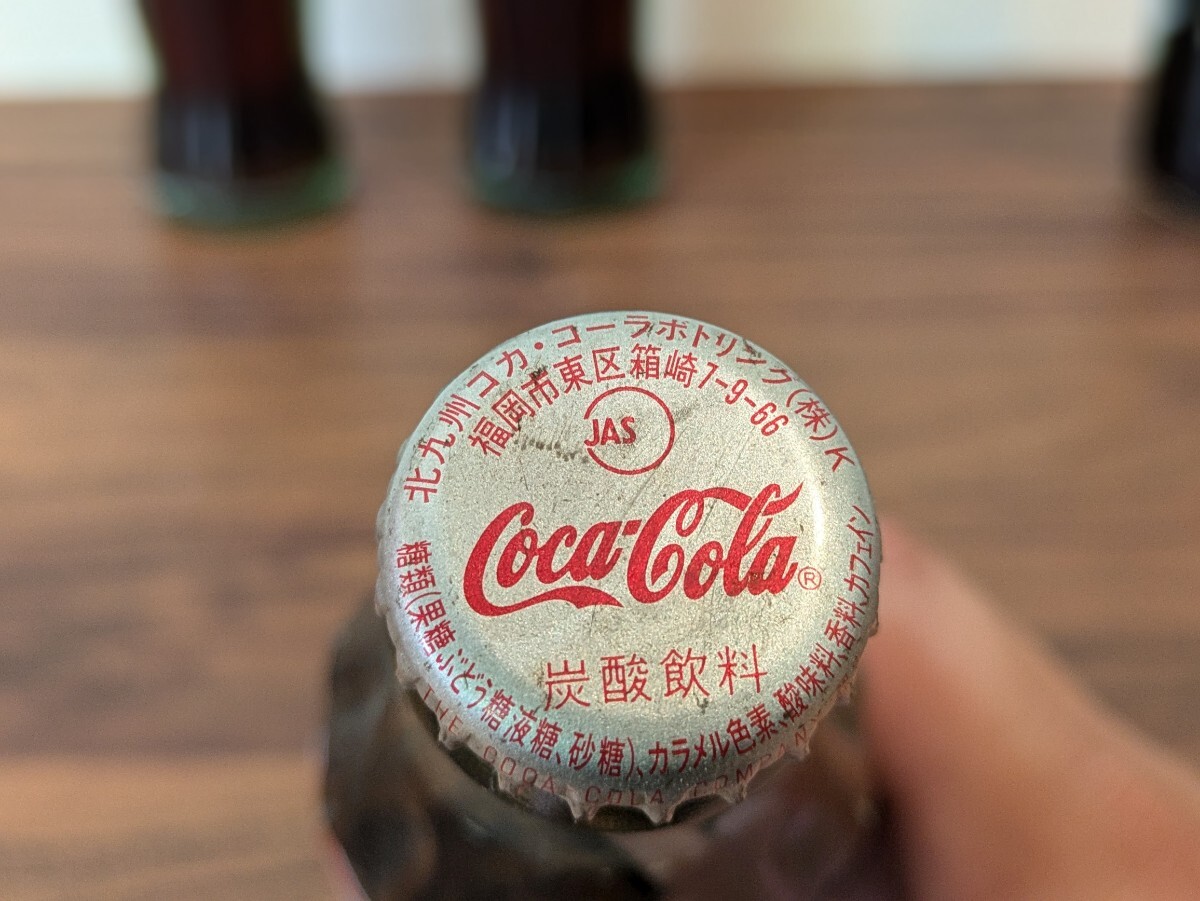 北九州コカ・コーラボトリング(株)K
福岡市東区箱崎7-9-66
JAS
Coca-Cola®
炭酸飲料
糖類(果糖ぶどう糖液糖、砂糖)、カラメル色素、酸味料、香料、カフェイン
THE COCA COLA COMPAN